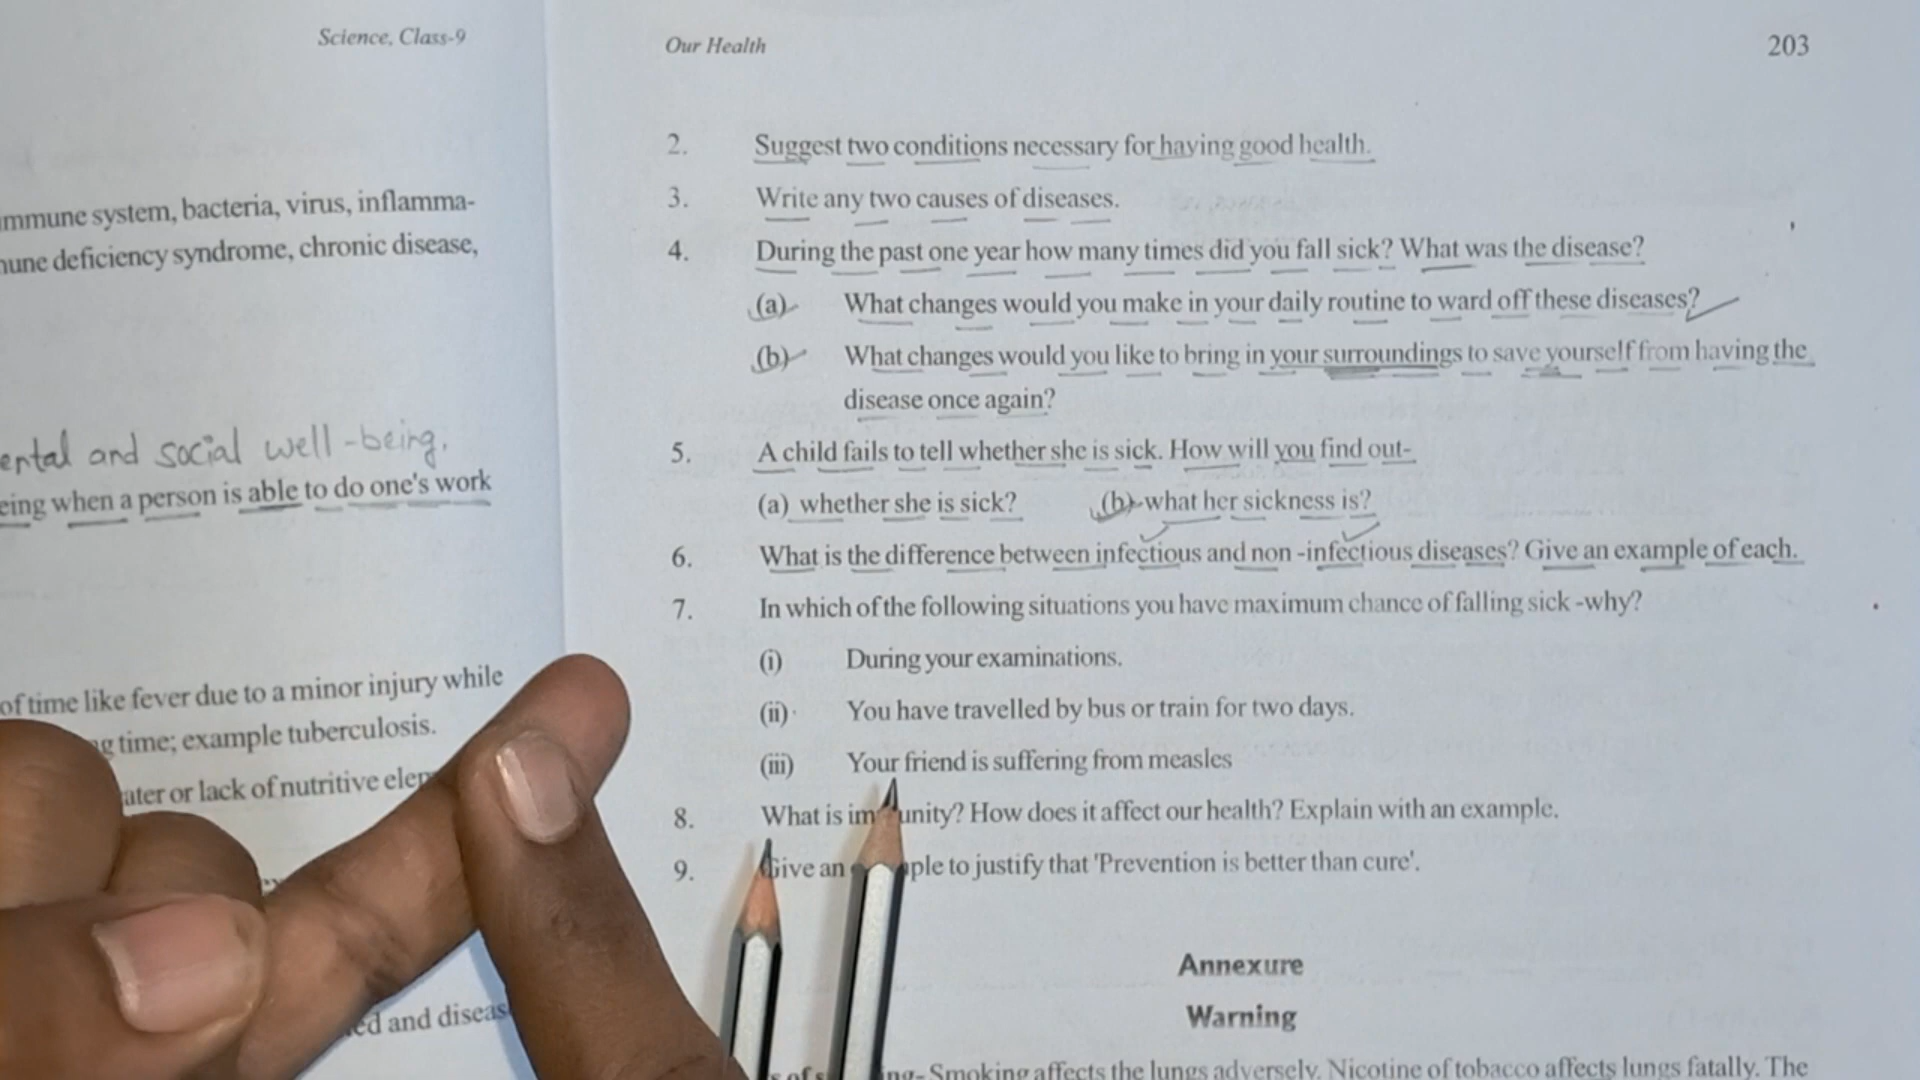 Science, Class-9
mmune system, bacteria, virus, inflamma-
une deficiency syndrome, chronic disease,
ental and social well-being.
eing when a person is able to do one's work
of time like fever due to a minor injury while
g time; example tuberculosis.
ater or lack of nutritive elem
ed and diseas
Our Health
203
2. Suggest two conditions necessary for having good health.
3. Write any two causes of diseases.
4. During the past one year how many times did you fall sick? What was the disease?
(a) What changes would you make in your daily routine to ward off these diseases?
(b) What changes would you like to bring in your surroundings to save yourself from having the
disease once again?
5. A child fails to tell whether she is sick. How will you find out-
(a) whether she is sick? (b) what her sickness is?
6. What is the difference between infectious and non -infectious diseases? Give an example of each.
7. In which of the following situations you have maximum chance of falling sick -why?
(i) During your examinations.
(ii) You have travelled by bus or train for two days.
(iii) Your friend is suffering from measles
8. What is immunity? How does it affect our health? Explain with an example.
9. Give an example to justify that 'Prevention is better than cure'.
Annexure
Warning
Smoking affects the lungs adversely. Nicotine of tobacco affects lungs fatally. The